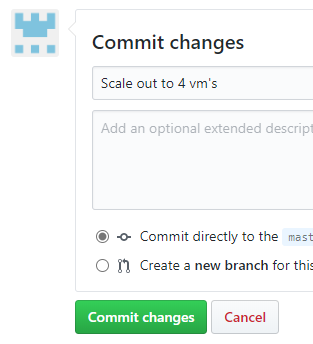 Commit changes
Scale out to 4 vm's
Add an optional extended descript
Commit directly to the mast
Create a new branch for this
Commit changes Cancel